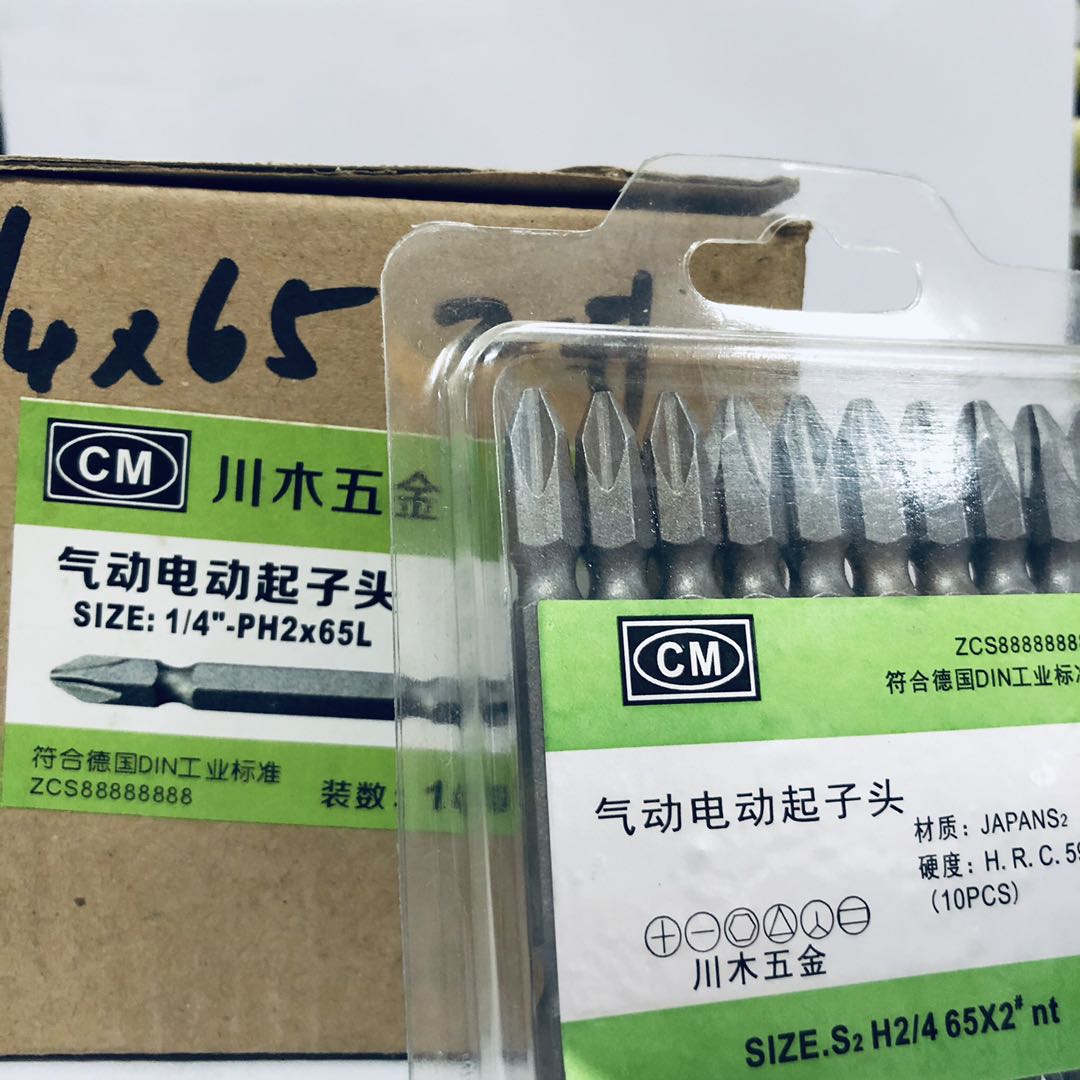 /4x65
CM
川木五金
气动电动起子头
SIZE: 1/4"-PH2x65L
符合德国DIN工业标准
ZCS88888888
装数:
CM
ZCS8888888
符合德国DIN工业标准
气动电动起子头
材质: JAPANS₂
硬度: H. R. C. 59
(10PCS)
川木五金
SIZE.S₂ H2/4 65X2# nt